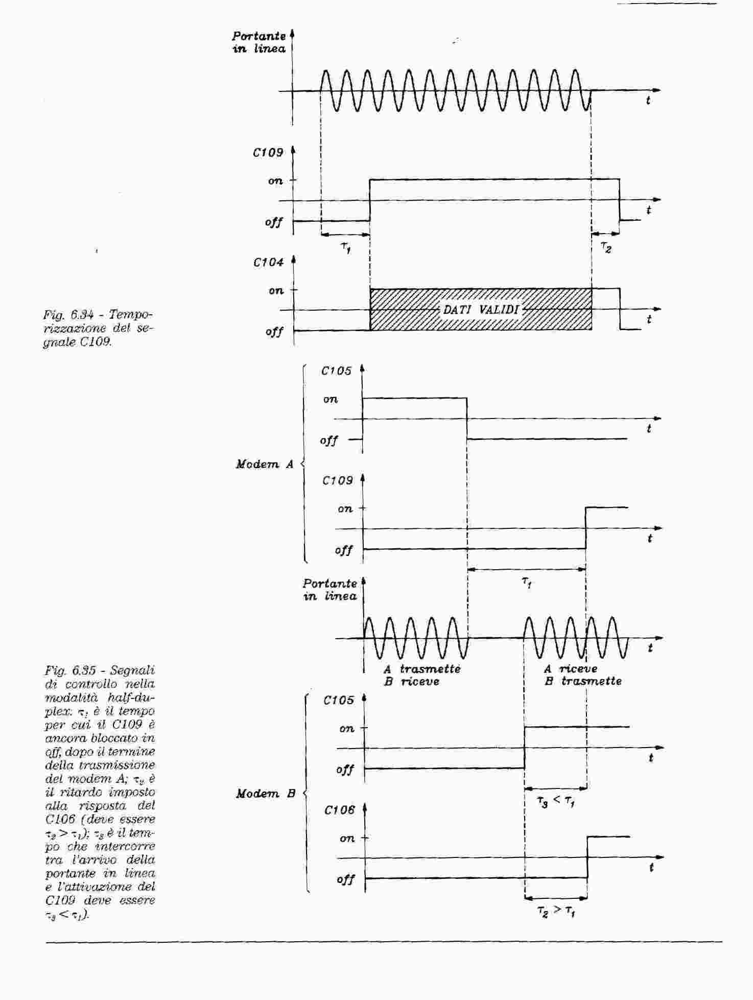 Portante
in linea
t
C109
on
off
t
τ1
τ2
C104
on
DATI VALIDI
off
t
Fig. 6.34 - Tempo-
rizzazione del se-
gnale C109.
Modem A
C105
on
off
t
C109
on
off
t
τ1
Portante
in linea
t
A trasmette
B riceve
A riceve
B trasmette
Modem B
C105
on
off
t
τ3 < τ1
C106
on
off
t
τ2 > τ1
Fig. 6.35 - Segnali
di controllo nella
modalità half-du-
plex. τ1 è il tempo
per cui il C109 è
ancora bloccato in
off, dopo il termine
della trasmissione
del modem A; τ2 è
il ritardo imposto
alla risposta del
C106 (deve essere
τ2 > τ1); τ3 è il tem-
po che intercorre
tra l'arrivo della
portante in linea
e l'attivazione del
C109 deve essere
τ3 < τ1).